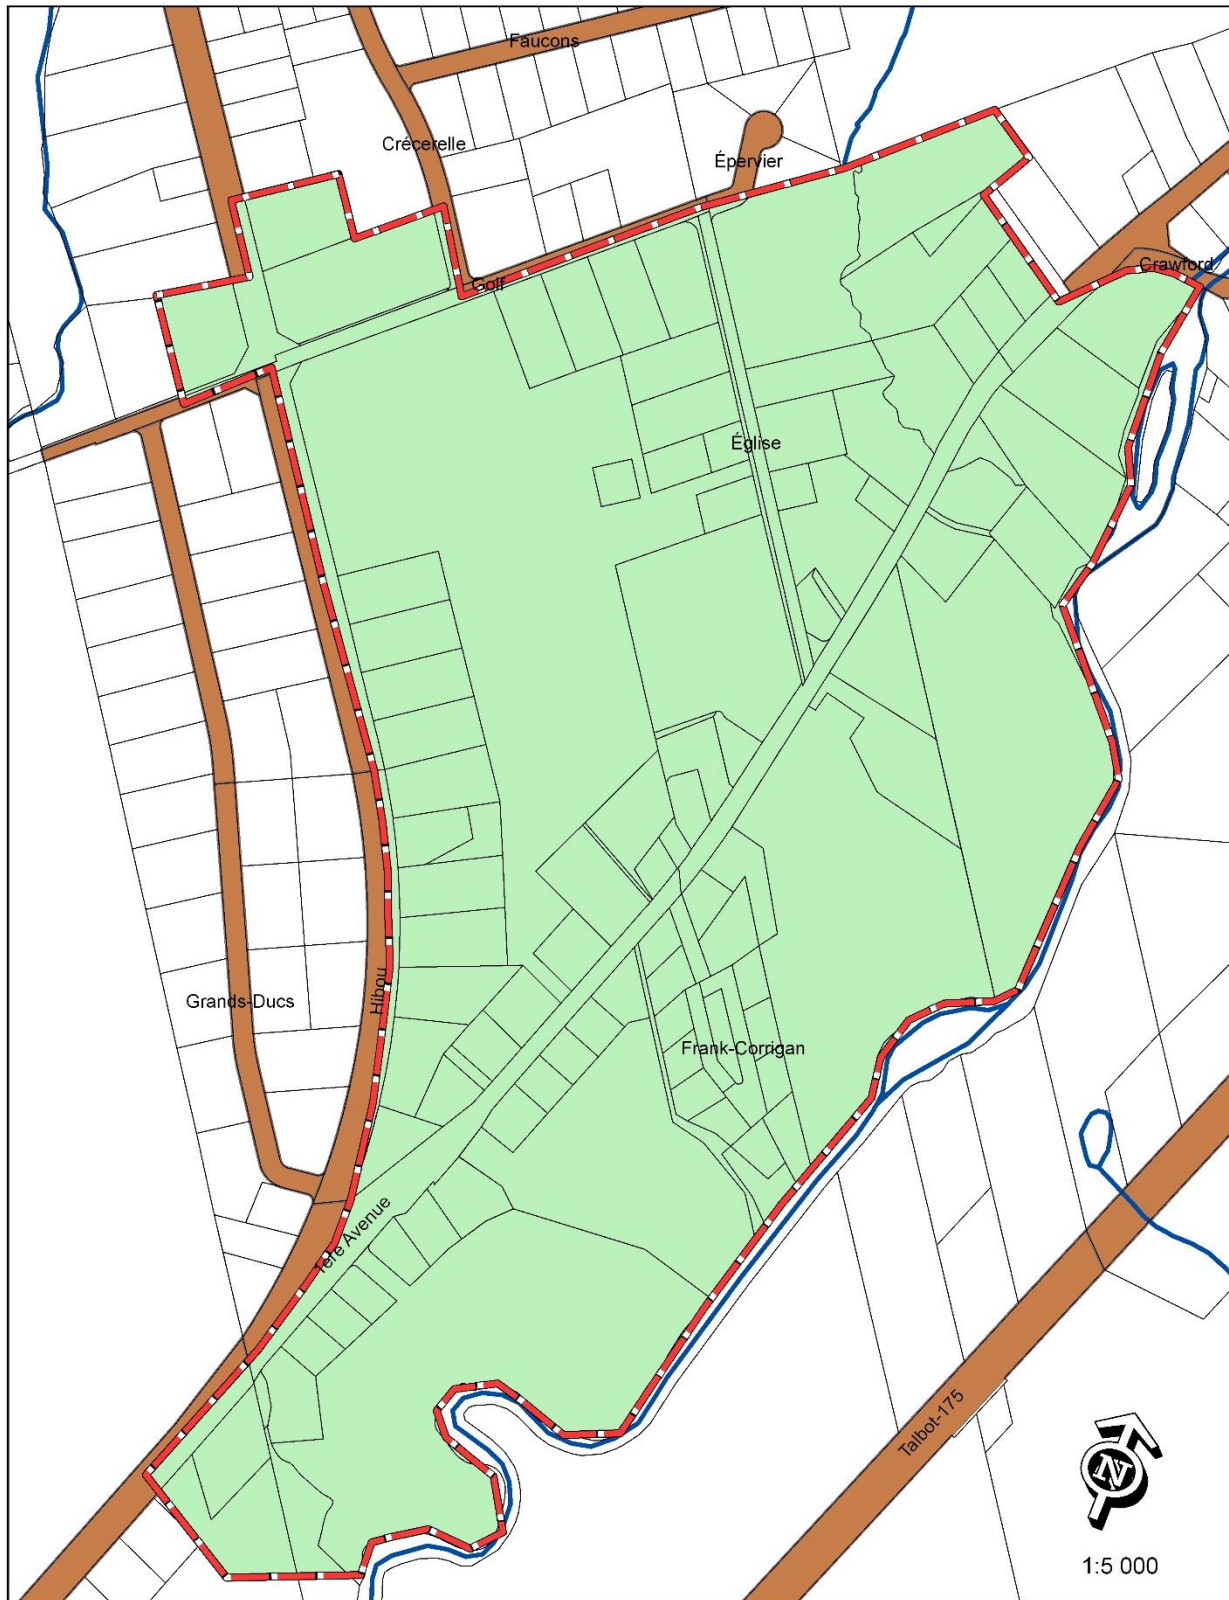 Faucons
Crécerelle
Épervier
Crawford
Golf
Église
Hibou
Grands-Ducs
Frank-Corrigan
1ère Avenue
Talbot-175
N
1:5 000